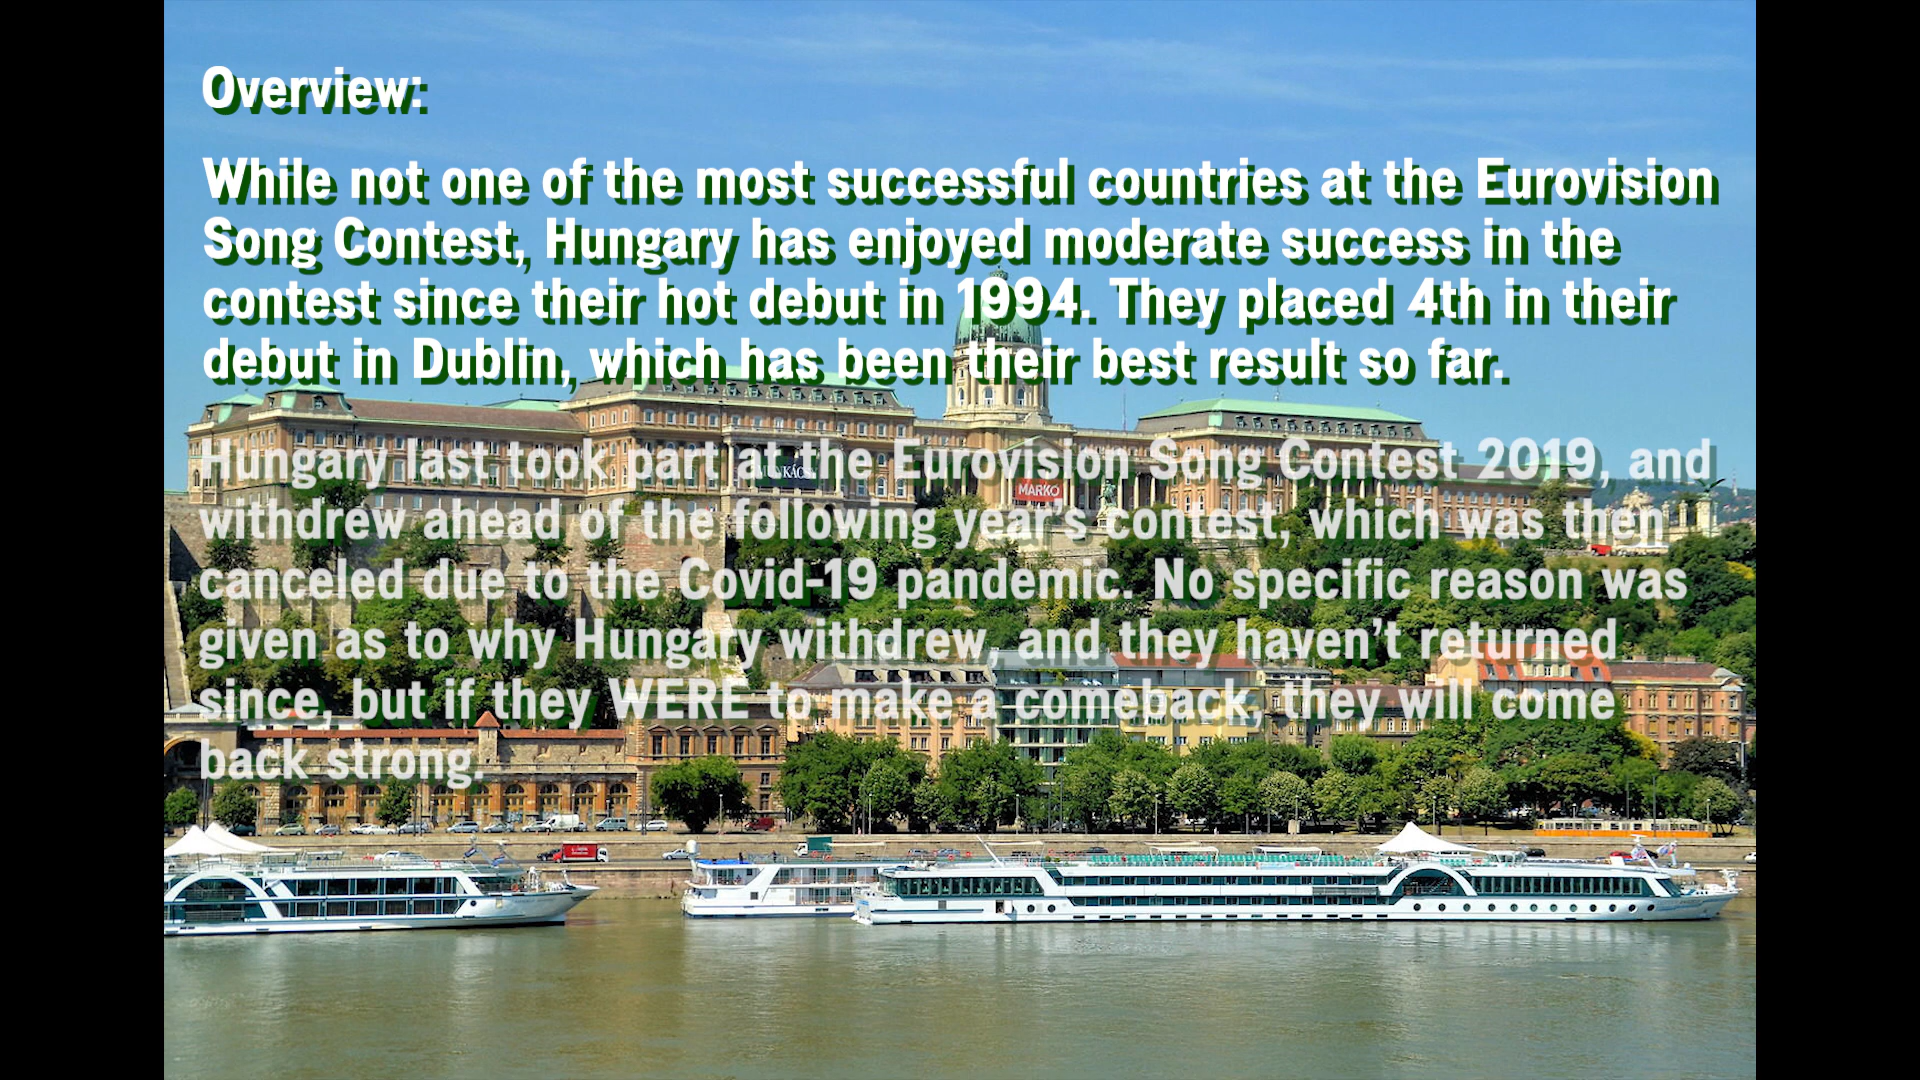 Overview:
While not one of the most successful countries at the Eurovision
Song Contest, Hungary has enjoyed moderate success in the
contest since their hot debut in 1994. They placed 4th in their
debut in Dublin, which has been their best result so far.
Hungary last took part at the Eurovision Song Contest 2019, and
withdrew ahead of the following year's contest, which was then
canceled due to the Covid-19 pandemic. No specific reason was
given as to why Hungary withdrew, and they haven't returned
since, but if they WERE to make a comeback, they will come
back strong.
MUNKÁCSY
MARKÓ